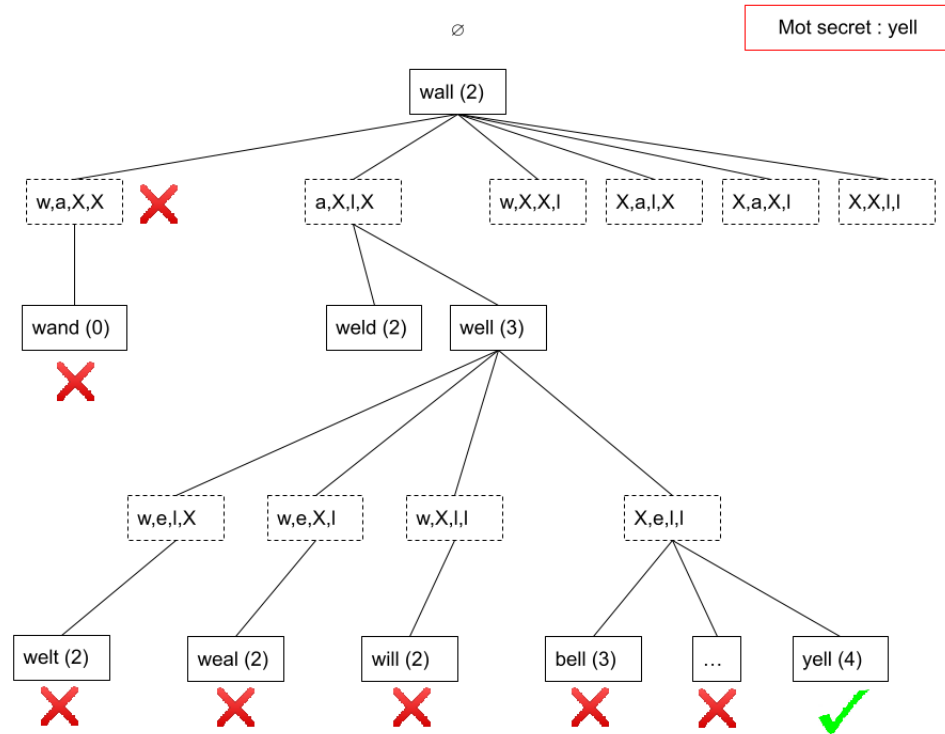 ∅
Mot secret : yell
wall (2)
w,a,X,X
a,X,l,X
w,X,X,l
X,a,l,X
X,a,X,l
X,X,l,l
wand (0)
weld (2)
well (3)
w,e,l,X
w,e,X,l
w,X,l,l
X,e,l,l
welt (2)
weal (2)
will (2)
bell (3)
...
yell (4)